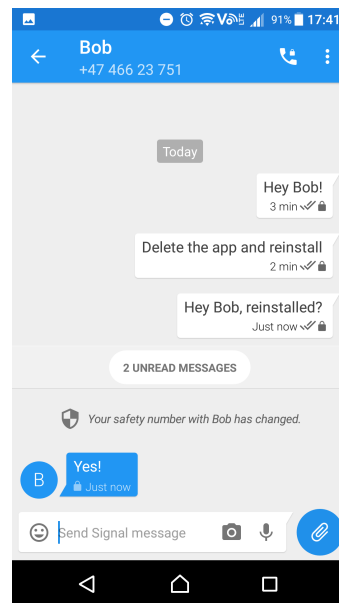 91% 17:41
Bob
+47 466 23 751
Today
Hey Bob!
3 min
Delete the app and reinstall
2 min
Hey Bob, reinstalled?
Just now
2 UNREAD MESSAGES
Your safety number with Bob has changed.
Yes!
B
Just now
Send Signal message